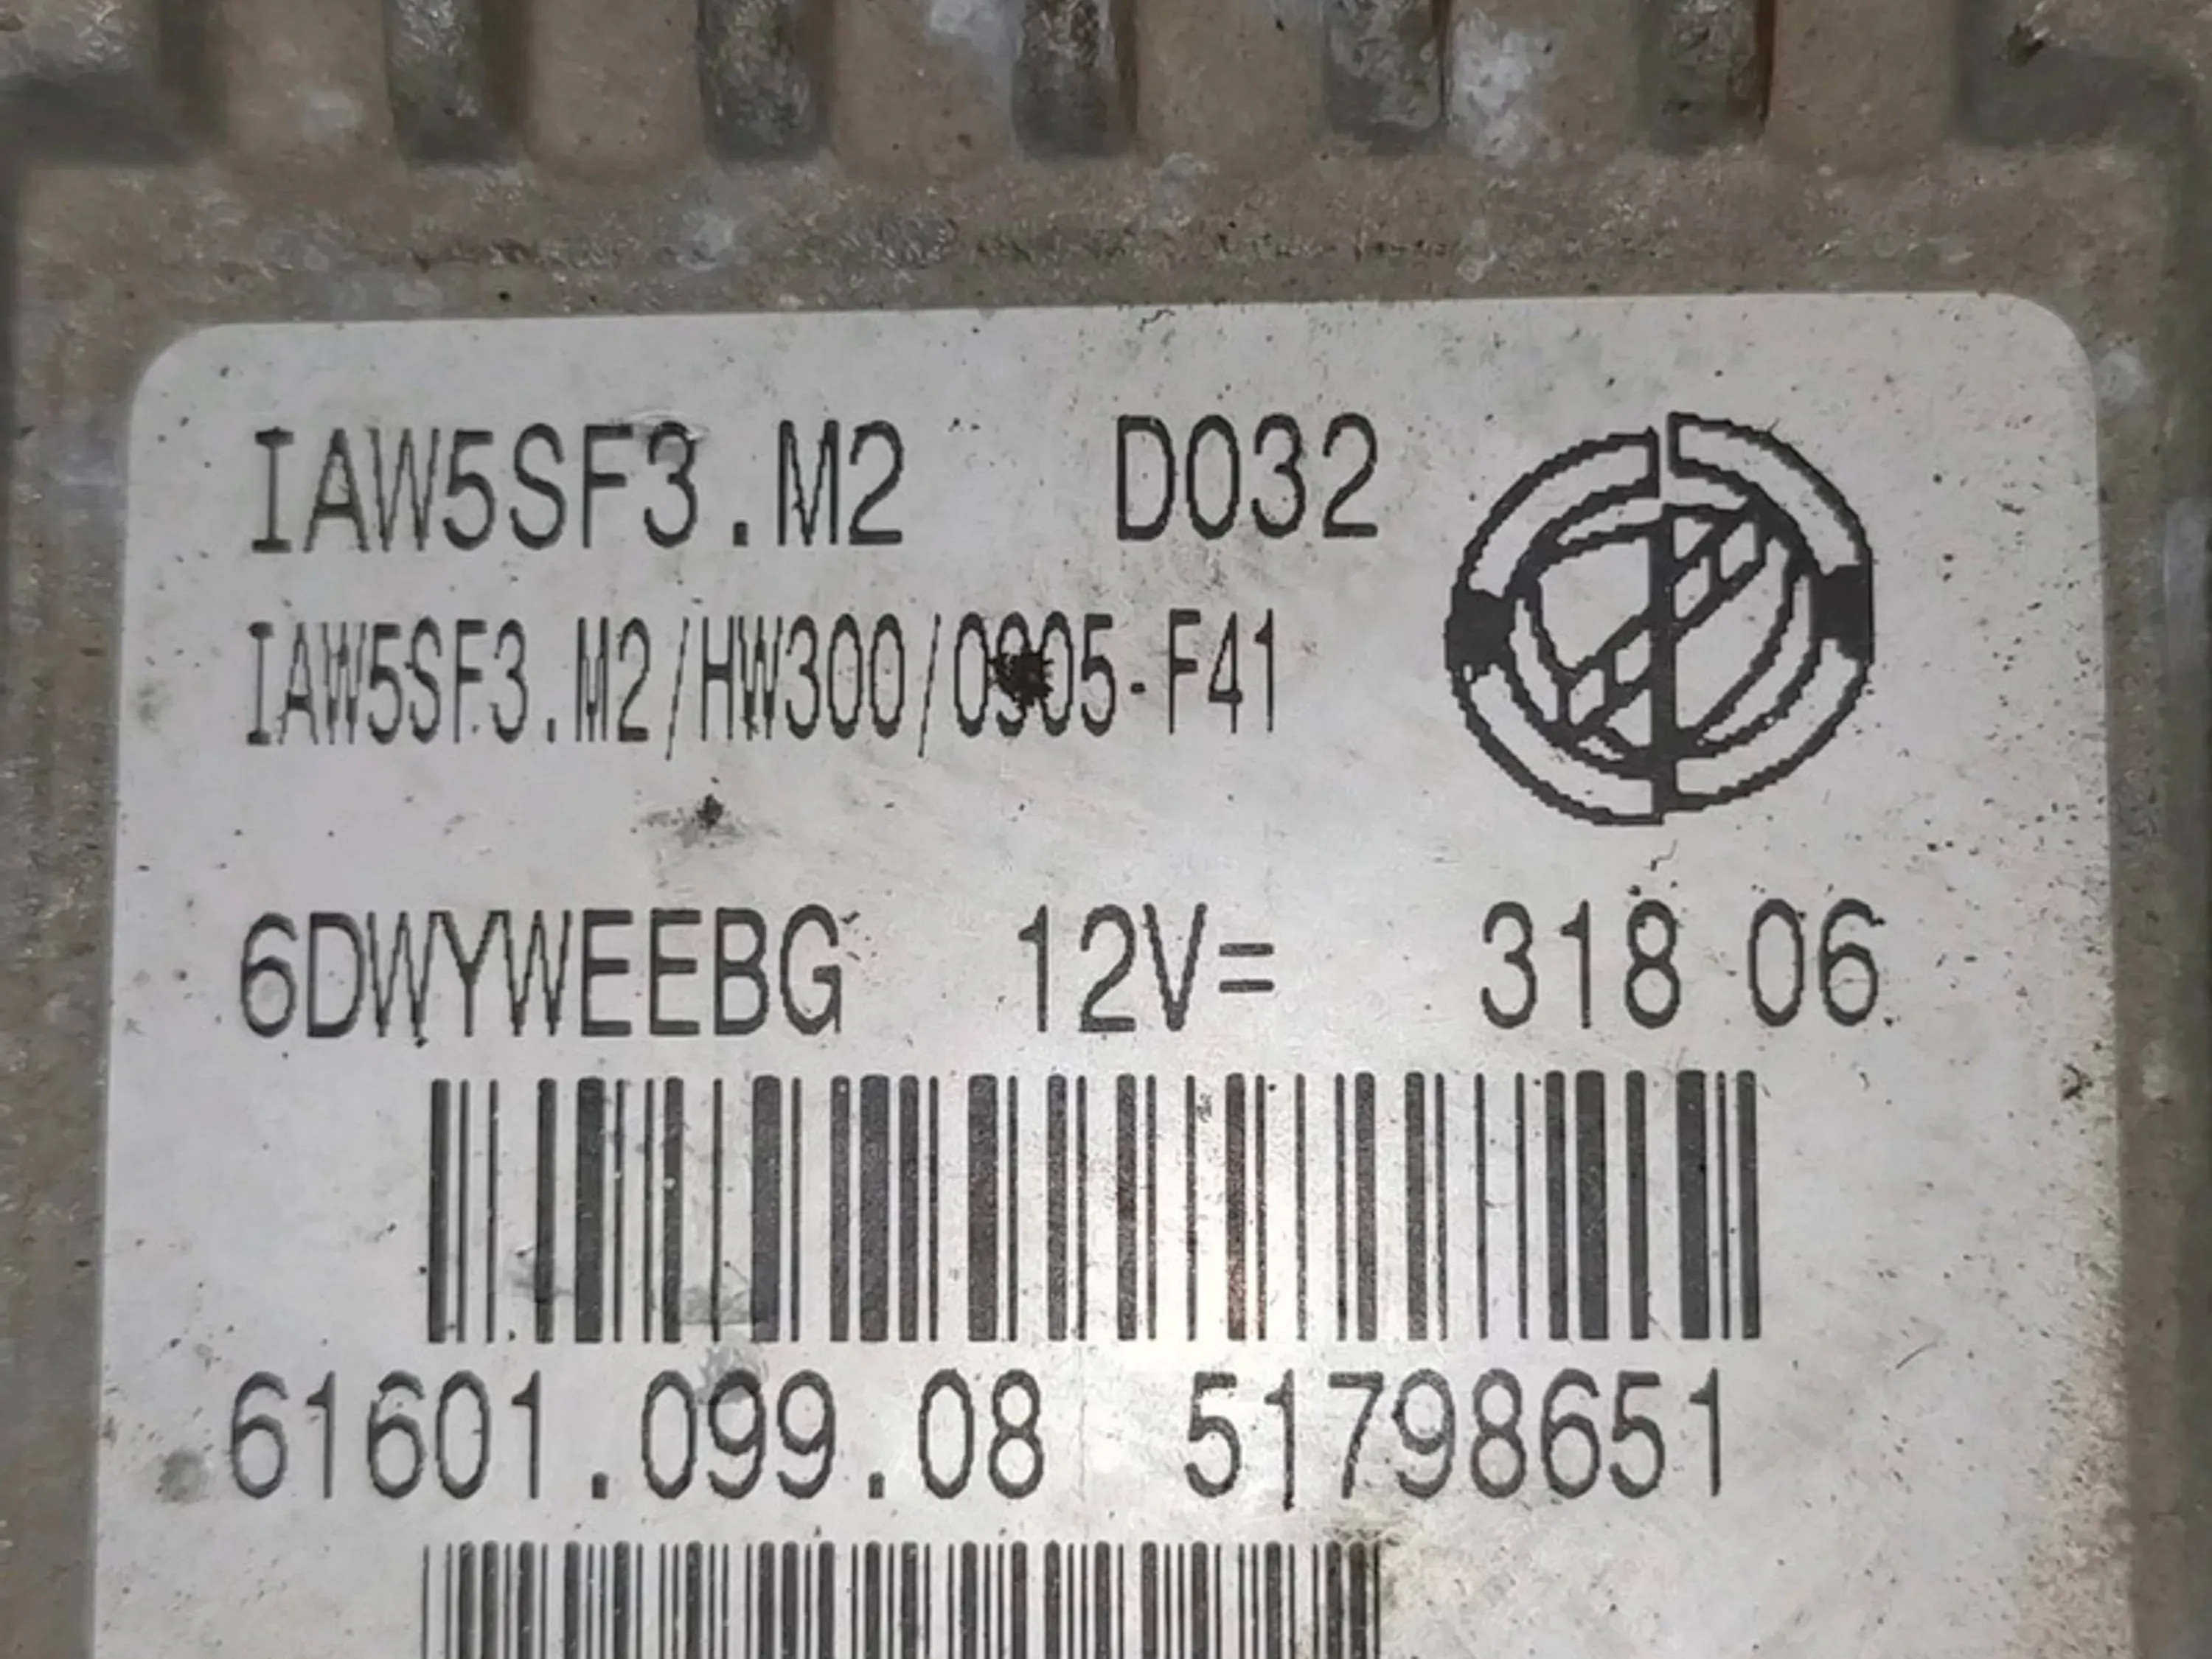 IAW5SF3.M2 D032
IAW5SF3.M2/HW300/0905-F41
6DWYWEEBG 12V= 318 06
61601.099.08 51798651